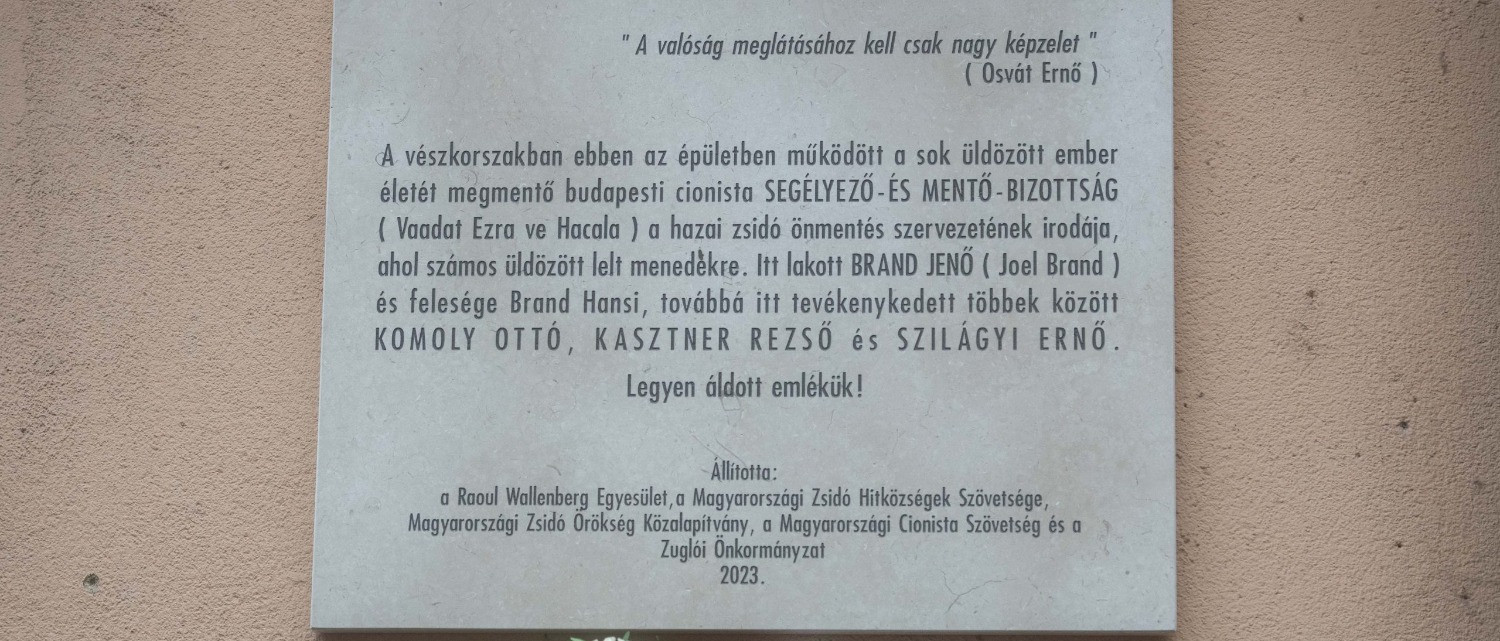 " A valóság meglátásához kell csak nagy képzelet "
( Osvát Ernő )
A vészkorszakban ebben az épületben működött a sok üldözött ember
életét megmentő budapesti cionista SEGÉLYEZŐ-ÉS MENTŐ-BIZOTTSÁG
( Vaadat Ezra ve Hacala ) a hazai zsidó önmentés szervezetének irodája,
ahol számos üldözött lelt menedékre. Itt lakott BRAND JENŐ ( Joel Brand )
és felesége Brand Hansi, továbbá itt tevékenykedett többek között
KOMOLY OTTÓ, KASZTNER REZSŐ és SZILÁGYI ERNŐ.
Legyen áldott emlékük!
Állította:
a Raoul Wallenberg Egyesület,a Magyarországi Zsidó Hitközségek Szövetsége,
Magyarországi Zsidó Örökség Közalapítvány, a Magyarországi Cionista Szövetség és a
Zuglói Önkormányzat
2023.